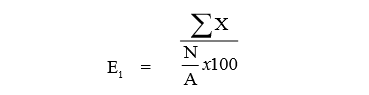 ∑X
N
E₁ = ― x100
A